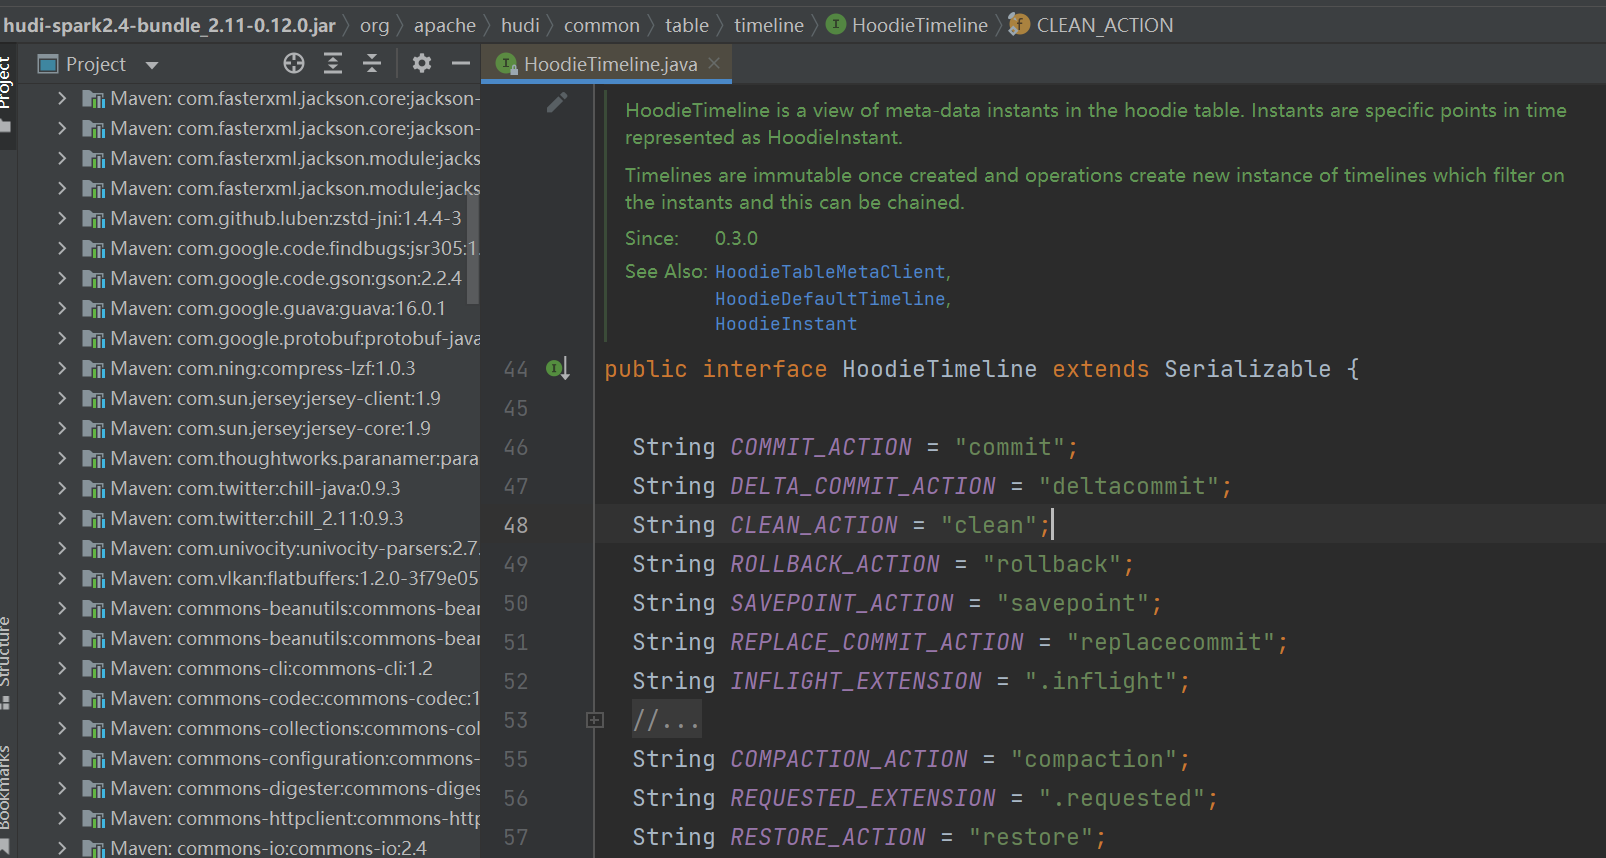 hudi-spark2.4-bundle_2.11-0.12.0.jar org apache hudi common table timeline HoodieTimeline CLEAN_ACTION
Project
Project
Structure
Bookmarks
Maven: com.fasterxml.jackson.core:jackson-
Maven: com.fasterxml.jackson.core:jackson-
Maven: com.fasterxml.jackson.module:jacks
Maven: com.fasterxml.jackson.module:jacks
Maven: com.github.luben:zstd-jni:1.4.4-3
Maven: com.google.code.findbugs:jsr305:1.
Maven: com.google.code.gson:gson:2.2.4
Maven: com.google.guava:guava:16.0.1
Maven: com.google.protobuf:protobuf-java
Maven: com.ning:compress-lzf:1.0.3
Maven: com.sun.jersey:jersey-client:1.9
Maven: com.sun.jersey:jersey-core:1.9
Maven: com.thoughtworks.paranamer:para
Maven: com.twitter:chill-java:0.9.3
Maven: com.twitter:chill_2.11:0.9.3
Maven: com.univocity:univocity-parsers:2.7.
Maven: com.vlkan:flatbuffers:1.2.0-3f79e05
Maven: commons-beanutils:commons-bear
Maven: commons-beanutils:commons-bear
Maven: commons-cli:commons-cli:1.2
Maven: commons-codec:commons-codec:1
Maven: commons-collections:commons-col
Maven: commons-configuration:commons-
Maven: commons-digester:commons-diges
Maven: commons-httpclient:commons-http
Maven: commons-io:commons-io:2.4
HoodieTimeline.java
HoodieTimeline is a view of meta-data instants in the hoodie table. Instants are specific points in time
represented as HoodieInstant.
Timelines are immutable once created and operations create new instance of timelines which filter on
the instants and this can be chained.
Since: 0.3.0
See Also: HoodieTableMetaClient,
HoodieDefaultTimeline,
HoodieInstant
44 public interface HoodieTimeline extends Serializable {
45
46 String COMMIT_ACTION = "commit";
47 String DELTA_COMMIT_ACTION = "deltacommit";
48 String CLEAN_ACTION = "clean";
49 String ROLLBACK_ACTION = "rollback";
50 String SAVEPOINT_ACTION = "savepoint";
51 String REPLACE_COMMIT_ACTION = "replacecommit";
52 String INFLIGHT_EXTENSION = ".inflight";
53 //...
55 String COMPACTION_ACTION = "compaction";
56 String REQUESTED_EXTENSION = ".requested";
57 String RESTORE_ACTION = "restore";